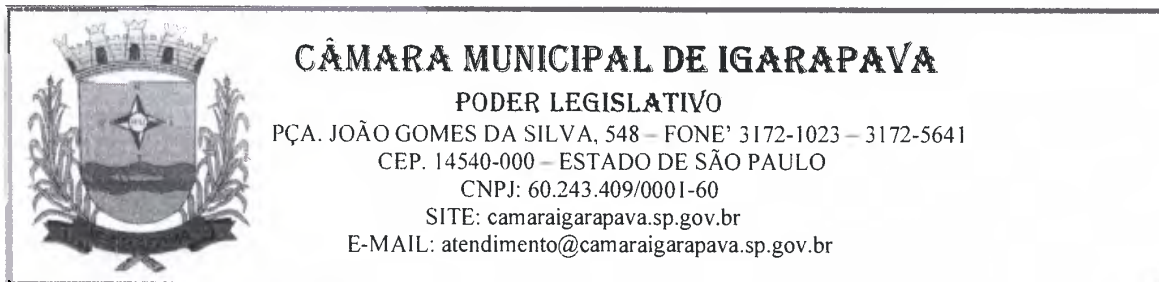 CÂMARA MUNICIPAL DE IGARAPAVA
PODER LEGISLATIVO
PÇA. JOÃO GOMES DA SILVA, 548 – FONE' 3172-1023 – 3172-5641
CEP. 14540-000 – ESTADO DE SÃO PAULO
CNPJ: 60.243.409/0001-60
SITE: camaraigarapava.sp.gov.br
E-MAIL: atendimento@camaraigarapava.sp.gov.br